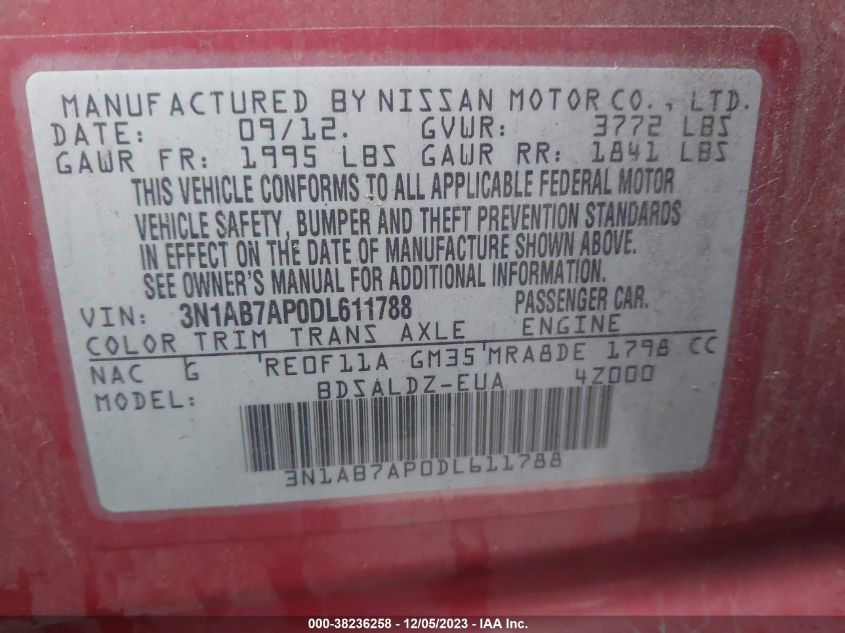 MANUFACTURED BY NISSAN MOTOR CO., LTD.
DATE: 09/12. GVWR: 3772 LBS
GAWR FR: 1995 LBS GAWR RR: 1841 LBS
THIS VEHICLE CONFORMS TO ALL APPLICABLE FEDERAL MOTOR
VEHICLE SAFETY, BUMPER AND THEFT PREVENTION STANDARDS
IN EFFECT ON THE DATE OF MANUFACTURE SHOWN ABOVE.
SEE OWNER'S MANUAL FOR ADDITIONAL INFORMATION.
VIN: 3N1AB7AP0DL611788 PASSENGER CAR.
COLOR TRIM TRANS AXLE ENGINE
NAC G RE0F11A GM35 MRA8DE 1798 CC
MODEL: BDSALDZ-EUA 4Z000
3N1AB7AP0DL611788
000-38236258 - 12/05/2023 - IAA Inc.